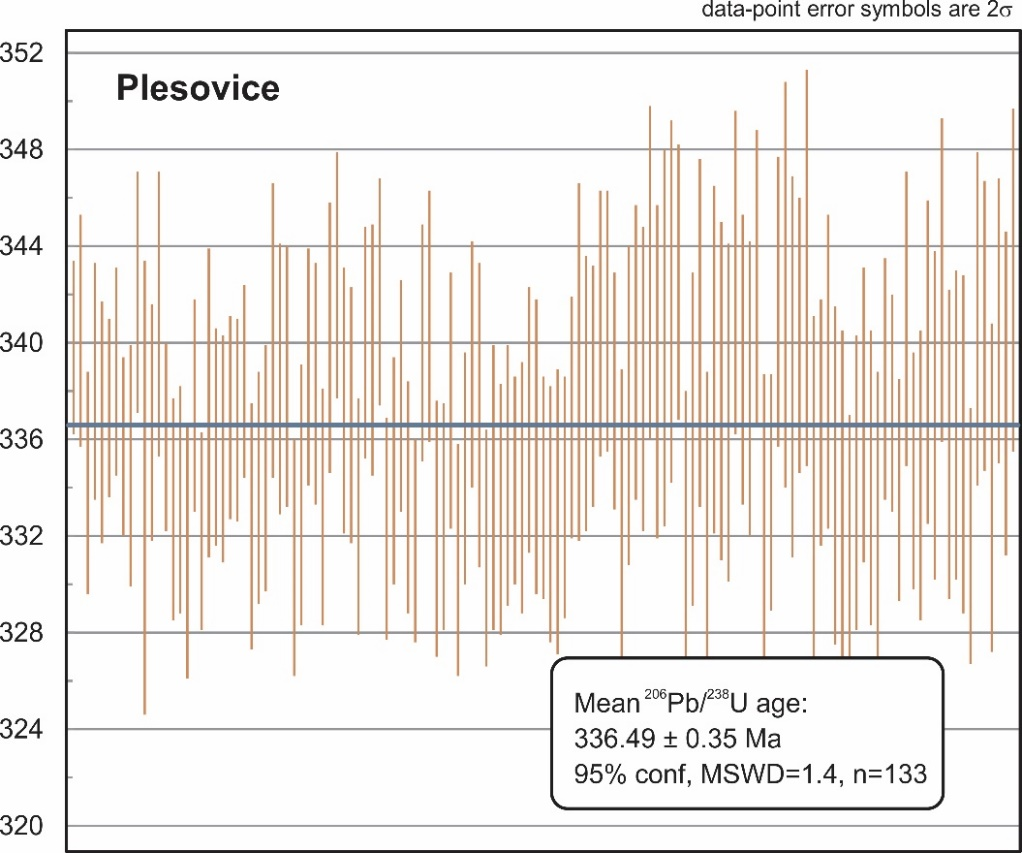 data-point error symbols are 2σ
352
Plesovice
348
344
340
336
332
328
324
320
Mean ²⁰⁶Pb/²³⁸U age:
336.49 ± 0.35 Ma
95% conf, MSWD=1.4, n=133